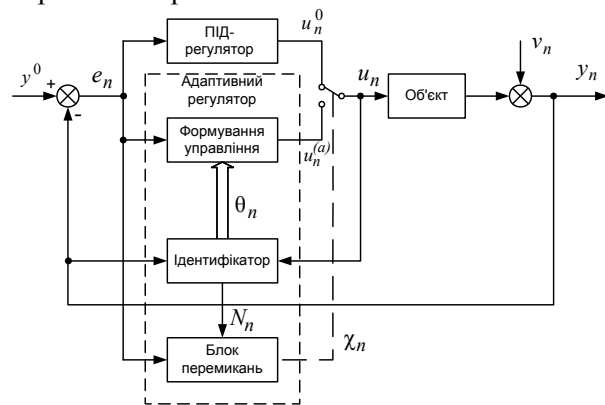 ПІД-
регулятор
u_n^0
v_n
y^0
+
e_n
-
Адаптивний
регулятор
u_n
Об'єкт
y_n
Формування
управління
u_n^{(a)}
θ_n
Ідентифікатор
N_n
Блок
перемикань
χ_n